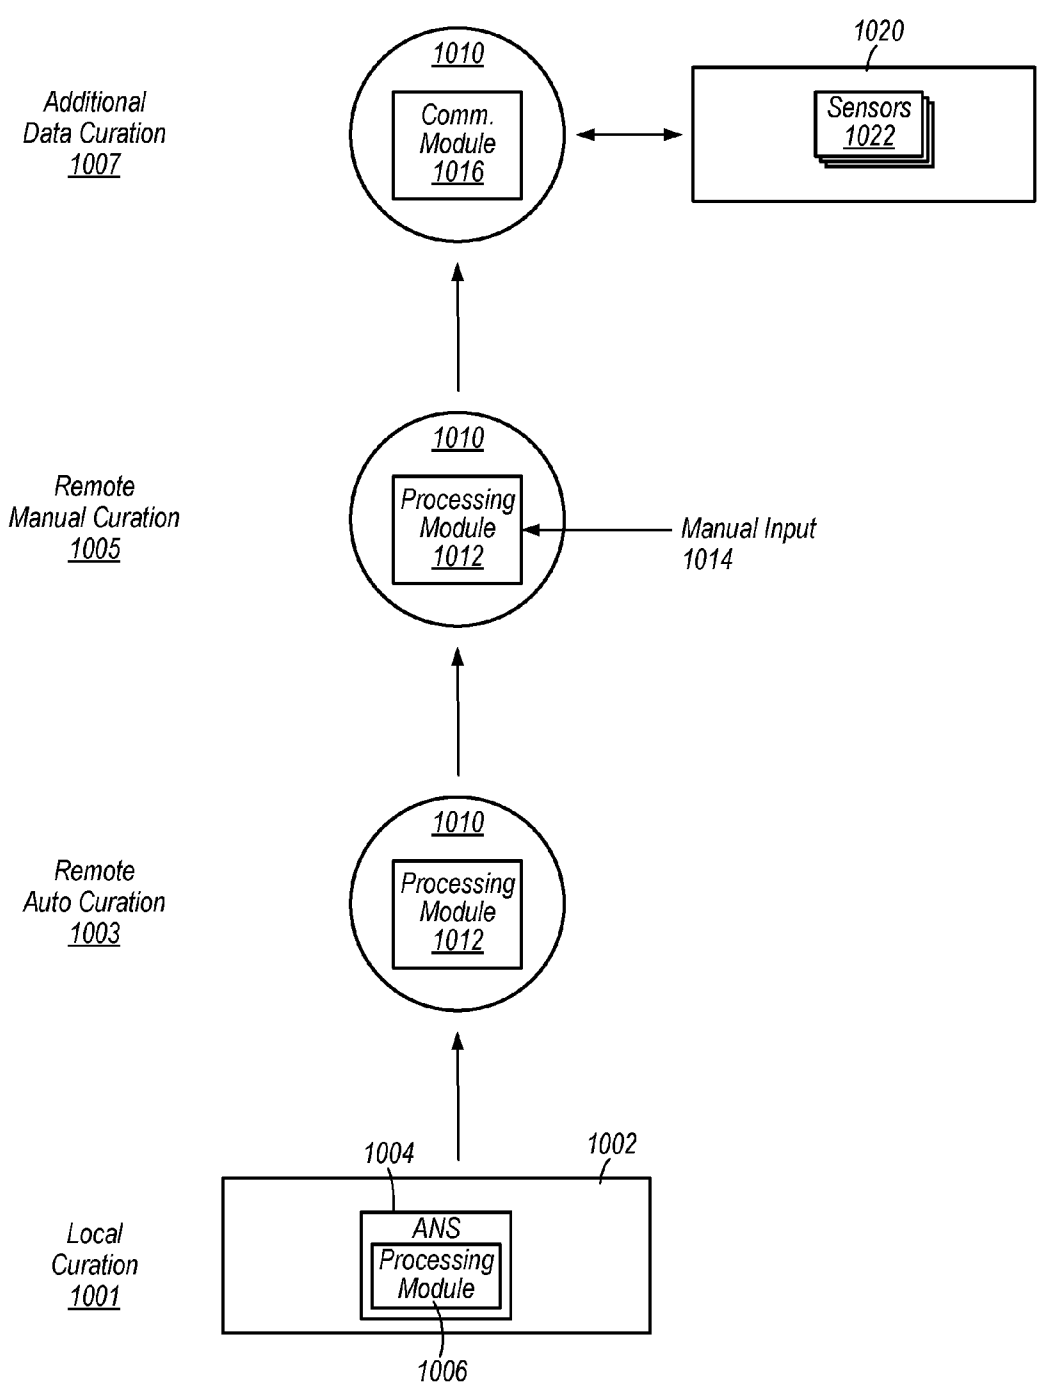 1020
1010
Additional
Data Curation
1007
Comm.
Module
1016
Sensors
1022
1010
Remote
Manual Curation
1005
Processing
Module
1012
Manual Input
1014
1010
Remote
Auto Curation
1003
Processing
Module
1012
1004
1002
Local
Curation
1001
ANS
Processing
Module
1006